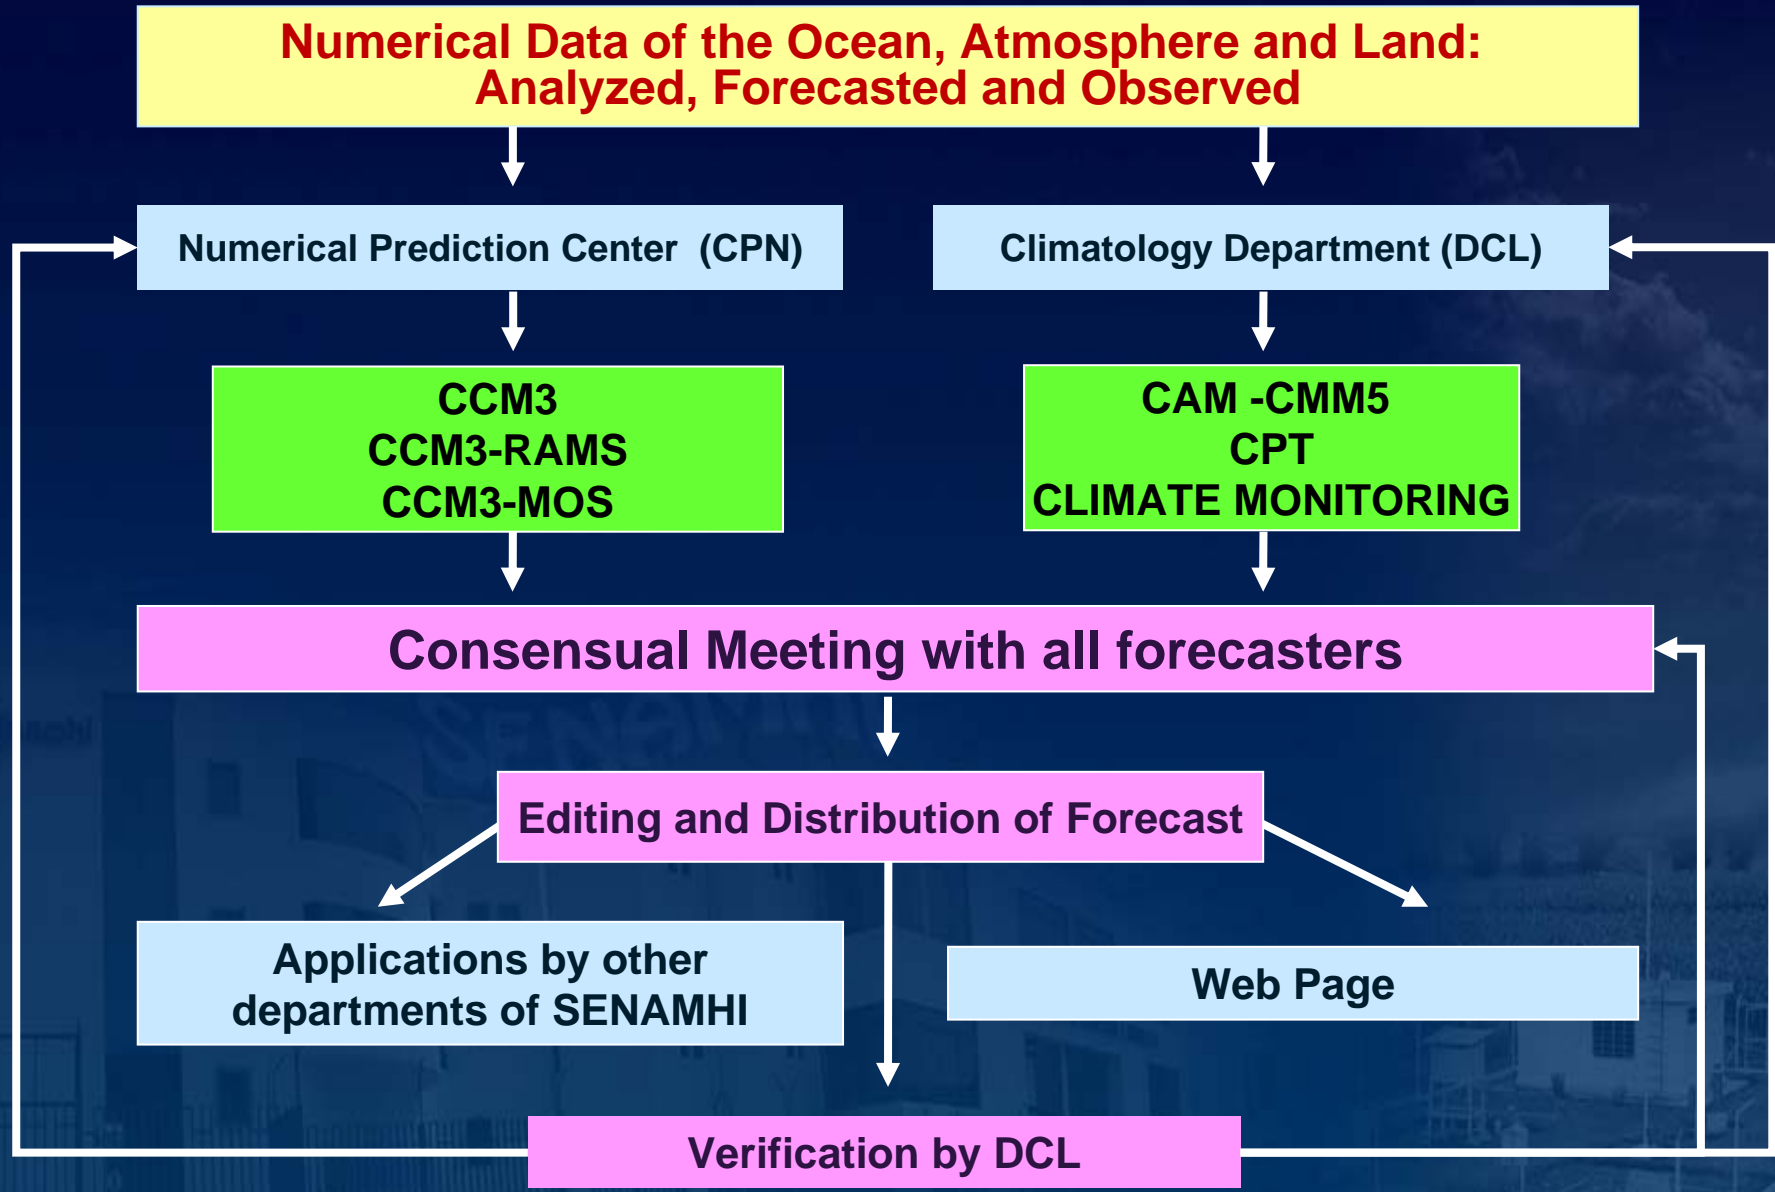 Numerical Data of the Ocean, Atmosphere and Land:
Analyzed, Forecasted and Observed
Numerical Prediction Center (CPN)
Climatology Department (DCL)
CCM3
CCM3-RAMS
CCM3-MOS
CAM -CMM5
CPT
CLIMATE MONITORING
Consensual Meeting with all forecasters
SENAMHI
Editing and Distribution of Forecast
Applications by other
departments of SENAMHI
Web Page
Verification by DCL